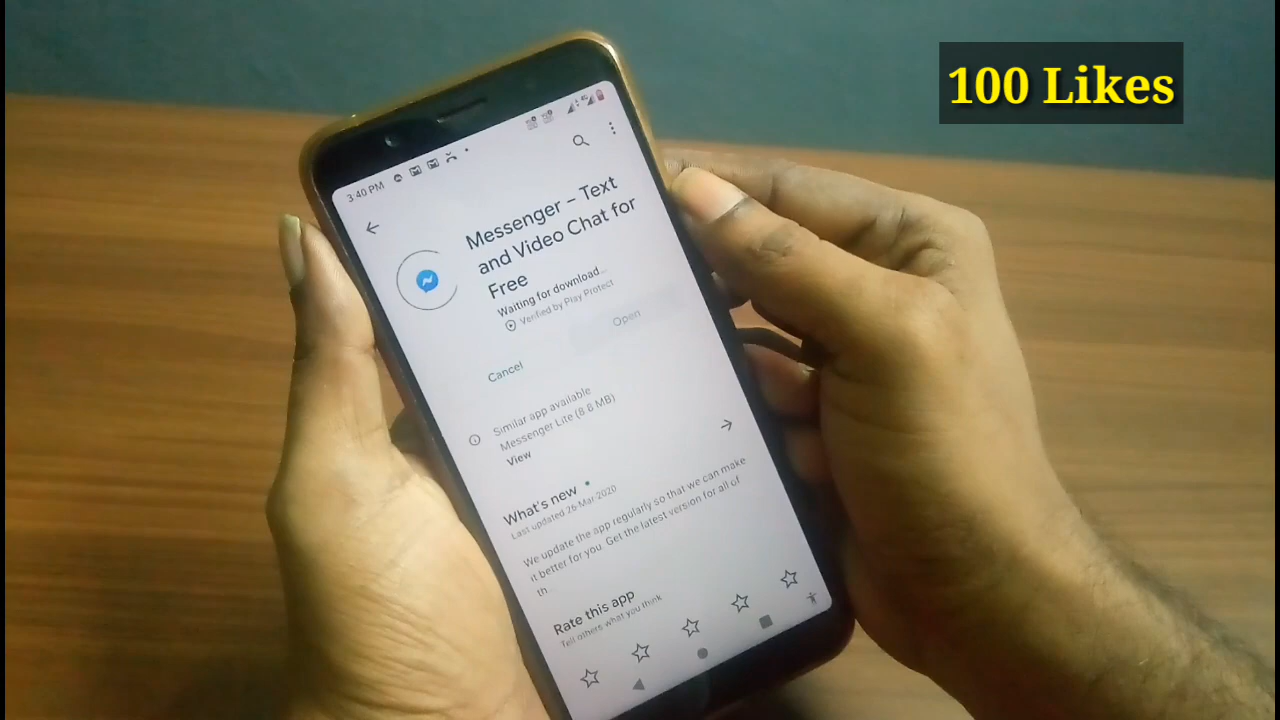 100 Likes
3:40 PM
Messenger – Text
and Video Chat for
Free
Waiting for download...
Verified by Play Protect
Cancel
Open
Similar app available
Messenger Lite (8.8 MB)
View
What's new
Last updated 26 Mar 2020
We update the app regularly so that we can make
it better for you. Get the latest version for all of
th
Rate this app
Tell others what you think